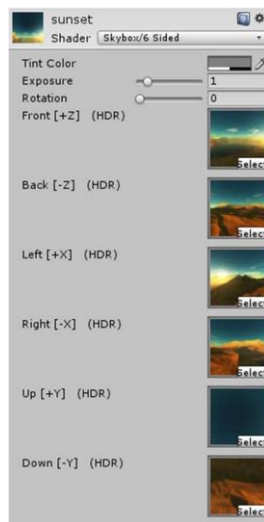 sunset
Shader Skybox/6 Sided
Tint Color
Exposure 1
Rotation 0
Front [+Z] (HDR)
Select
Back [-Z] (HDR)
Select
Left [+X] (HDR)
Select
Right [-X] (HDR)
Select
Up [+Y] (HDR)
Select
Down [-Y] (HDR)
Select